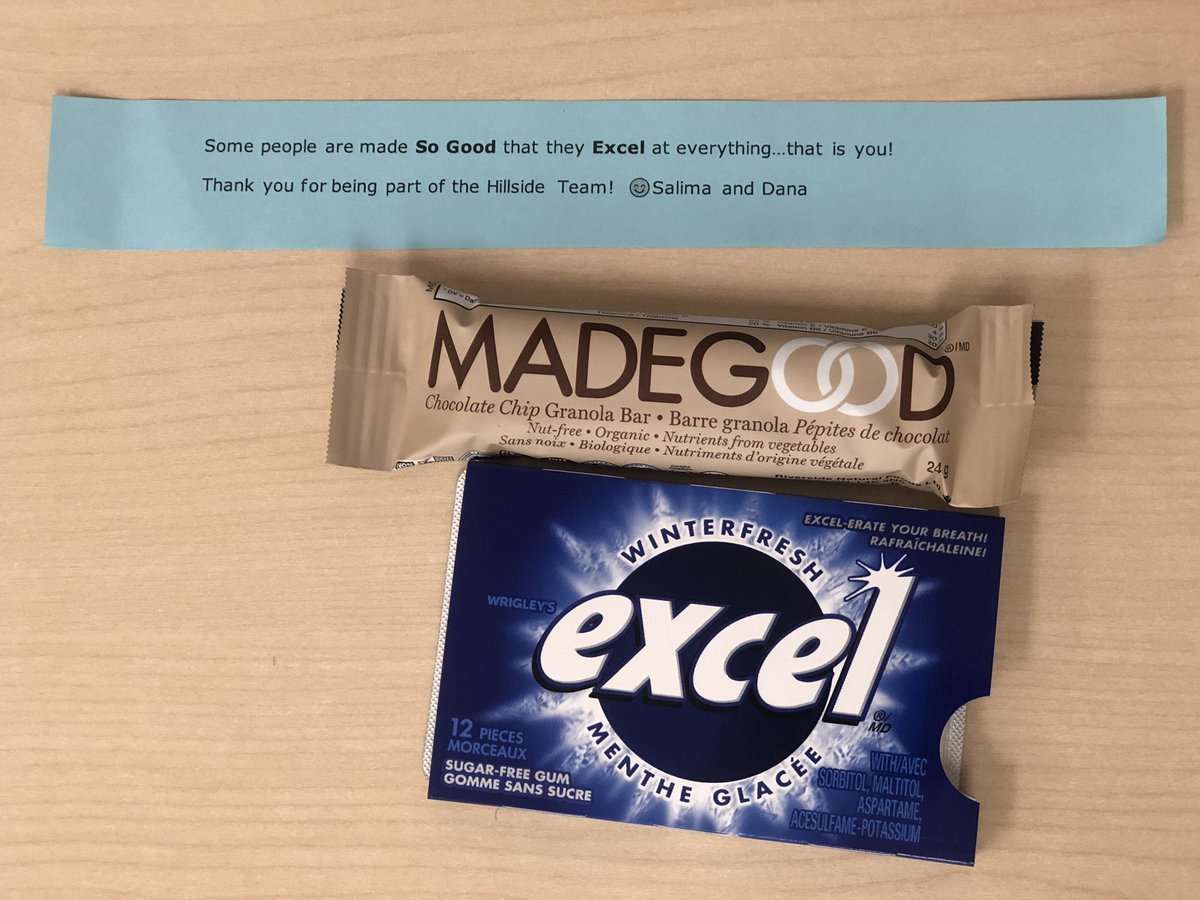 Some people are made So Good that they Excel at everything...that is you!
Thank you for being part of the Hillside Team! 😊Salima and Dana
MADEGOOD ®/MD
Chocolate Chip Granola Bar • Barre granola Pépites de chocolat
Nut-free • Organic • Nutrients from vegetables
Sans noix • Biologique • Nutriments d'origine végétale
24 g
EXCEL-ERATE YOUR BREATH!
RAFRAÎCHALEINE!
WINTERFRESH
WRIGLEY'S
excel ®/MD
MENTHE GLACÉE
12 PIECES
MORCEAUX
SUGAR-FREE GUM
GOMME SANS SUCRE
WITH/AVEC
SORBITOL, MALTITOL,
ASPARTAME,
ACESULFAME-POTASSIUM